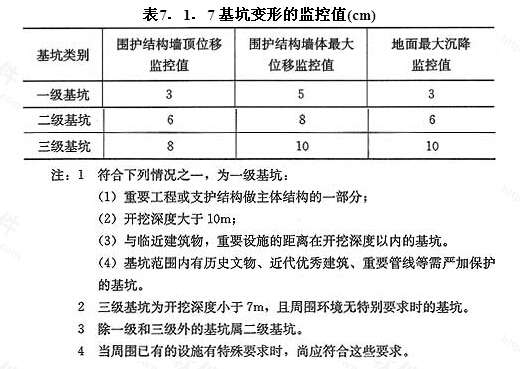 表7．1．7基坑变形的监控值(cm)
基坑类别 围护结构墙顶位移监控值 围护结构墙体最大位移监控值 地面最大沉降监控值
一级基坑 3 5 3
二级基坑 6 8 6
三级基坑 8 10 10
注：1 符合下列情况之一，为一级基坑：
（1）重要工程或支护结构做主体结构的一部分；
（2）开挖深度大于10m；
（3）与临近建筑物，重要设施的距离在开挖深度以内的基坑。
（4）基坑范围内有历史文物、近代优秀建筑、重要管线等需严加保护
的基坑。
2 三级基坑为开挖深度小于7m，且周围环境无特别要求时的基坑。
3 除一级和三级外的基坑属二级基坑。
4 当周围已有的设施有特殊要求时，尚应符合这些要求。